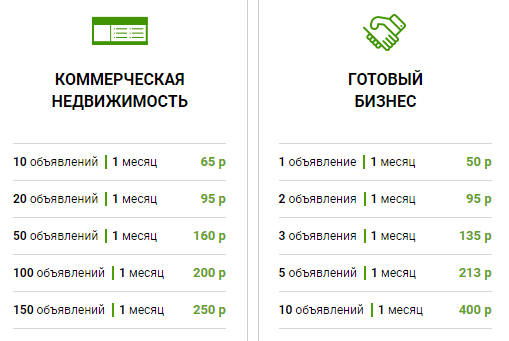 КОММЕРЧЕСКАЯ
НЕДВИЖИМОСТЬ
10 объявлений | 1 месяц 65 р
20 объявлений | 1 месяц 95 р
50 объявлений | 1 месяц 160 р
100 объявлений | 1 месяц 200 р
150 объявлений | 1 месяц 250 р
ГОТОВЫЙ
БИЗНЕС
1 объявление | 1 месяц 50 р
2 объявления | 1 месяц 95 р
3 объявления | 1 месяц 135 р
5 объявлений | 1 месяц 213 р
10 объявлений | 1 месяц 400 р